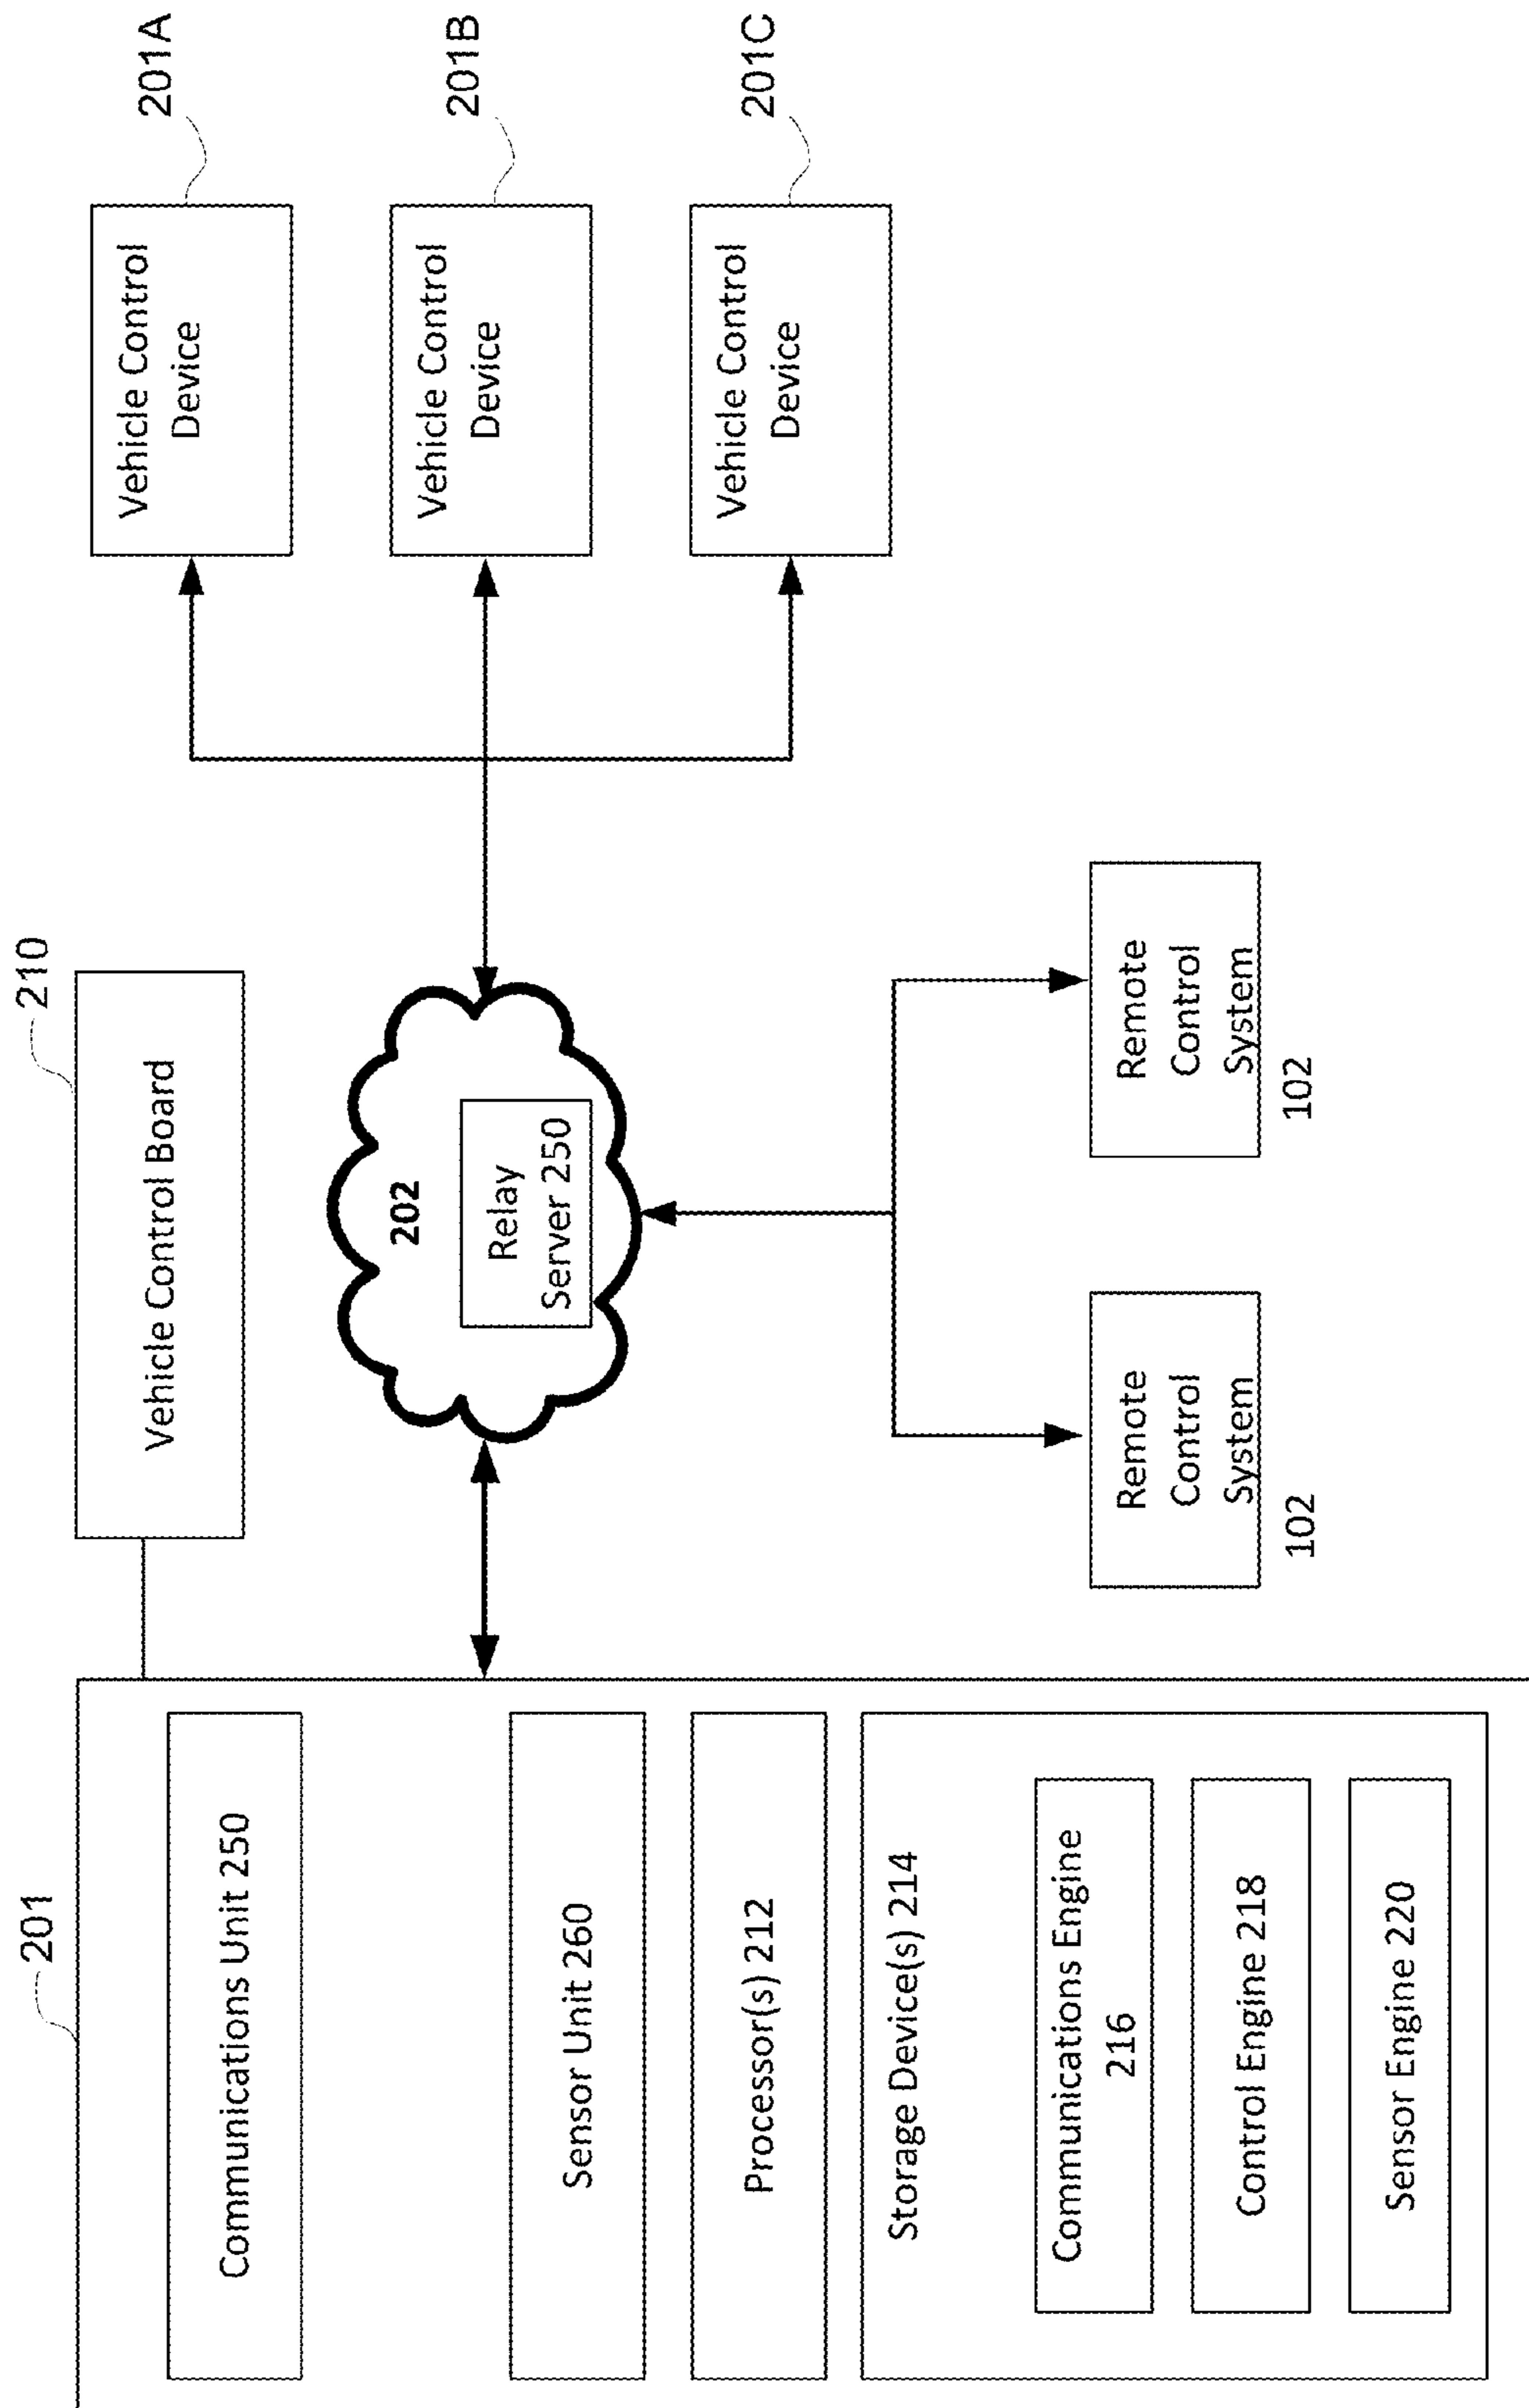 201
Communications Unit 250
Sensor Unit 260
Processor(s) 212
Storage Device(s) 214
Communications Engine
216
Control Engine 218
Sensor Engine 220
210
Vehicle Control Board
202
Relay
Server 250
Remote
Control
System
102
Remote
Control
System
102
Vehicle Control
Device
201A
Vehicle Control
Device
201B
Vehicle Control
Device
201C